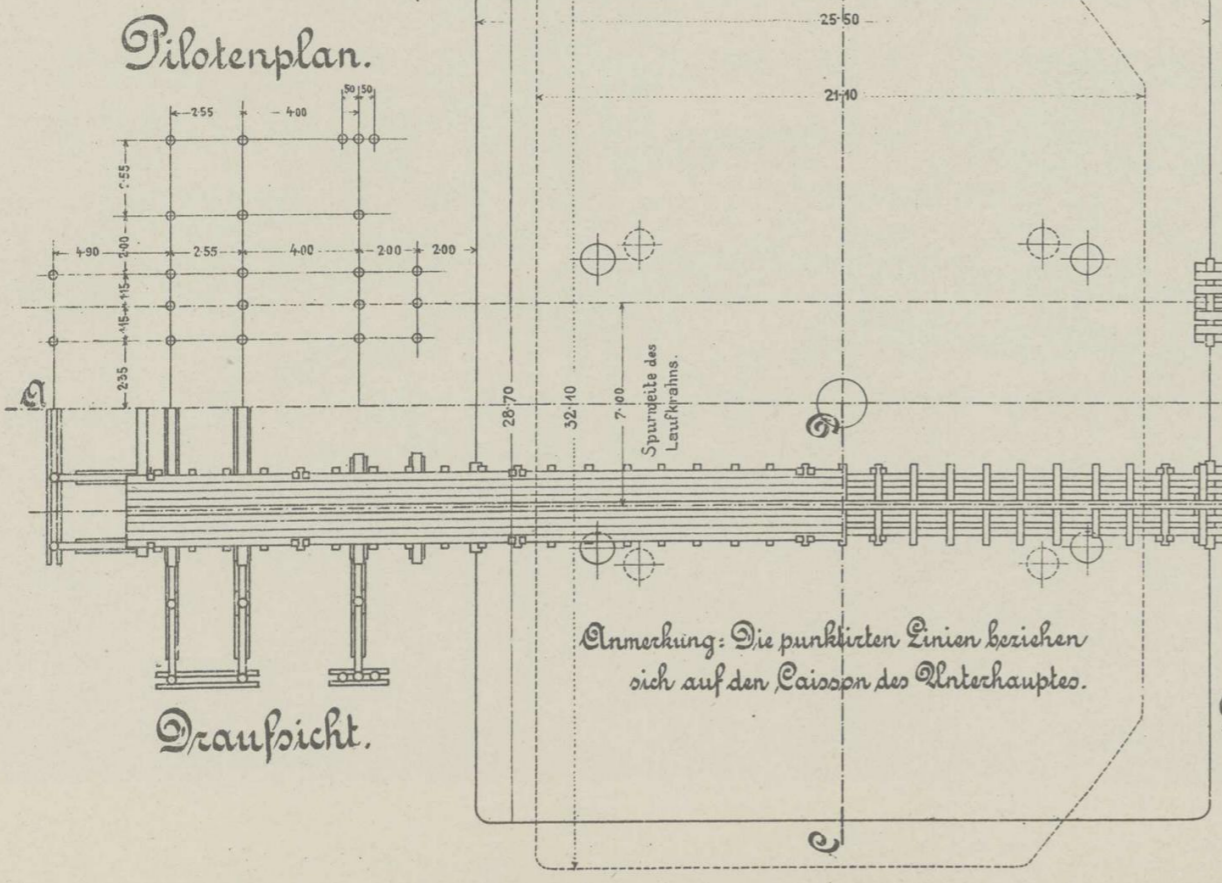 25·50
Pilotenplan.
50 50
2·55 4·00
21·10
2·55
4·90 2·00 2·55 4·00 2·00 2·00
1·15
1·15
2·35
28·70
32·10
7·00
Spurweite des
Laufkrahns.
Anmerkung: Die punktirten Linien beziehen
sich auf den Caisson des Unterhauptes.
Draufsicht.
C